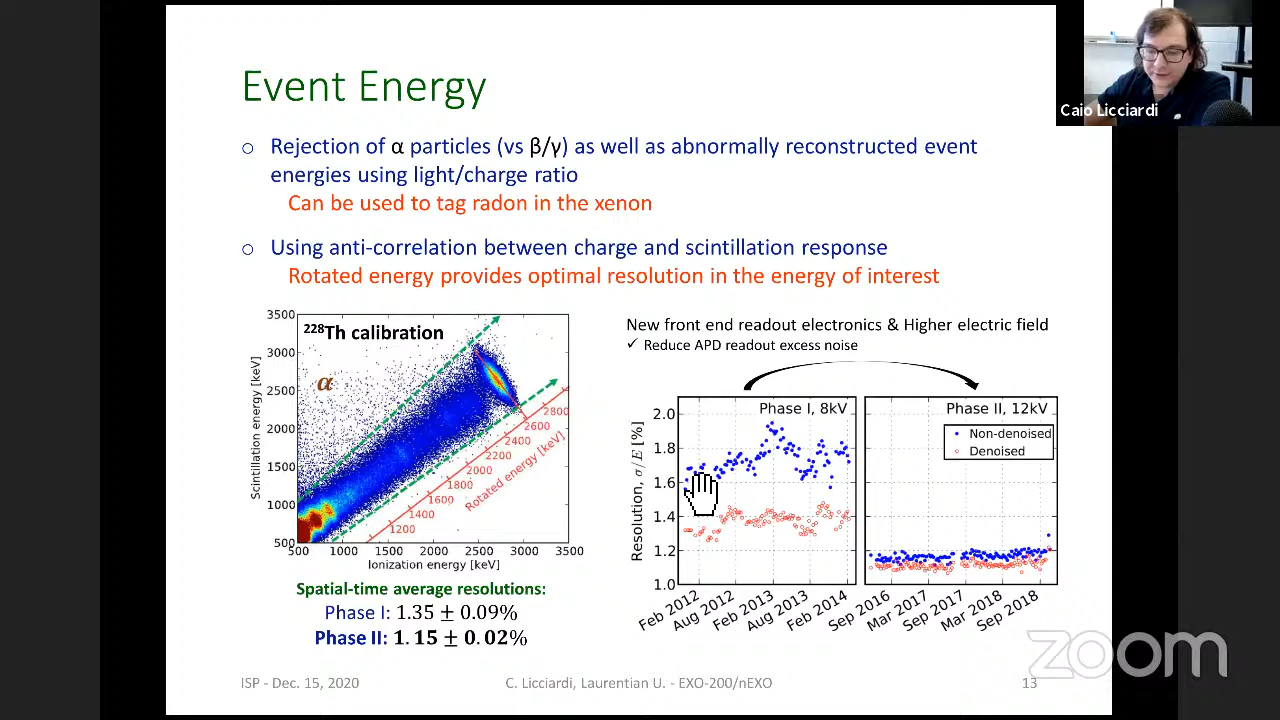 Caio Licciardi
Event Energy
Rejection of α particles (vs β/γ) as well as abnormally reconstructed event
energies using light/charge ratio
Can be used to tag radon in the xenon
Using anti-correlation between charge and scintillation response
Rotated energy provides optimal resolution in the energy of interest
²²⁸Th calibration
α
Scintillation energy [keV]
3500
3000
2500
2000
1500
1000
500
500 1000 1500 2000 2500 3000 3500
Ionization energy [keV]
Rotated energy [keV]
1200
1400
1600
1800
2000
2200
2400
2600
2800
Spatial-time average resolutions:
Phase I: 1.35 ± 0.09%
Phase II: 1.15 ± 0.02%
New front end readout electronics & Higher electric field
✓ Reduce APD readout excess noise
Resolution, σ/E [%]
2.0
1.8
1.6
1.4
1.2
1.0
Phase I, 8kV
Feb 2012
Aug 2012
Feb 2013
Aug 2013
Feb 2014
Phase II, 12kV
Non-denoised
Denoised
Sep 2016
Mar 2017
Sep 2017
Mar 2018
Sep 2018
zoom
ISP - Dec. 15, 2020
C. Licciardi, Laurentian U. - EXO-200/nEXO
13